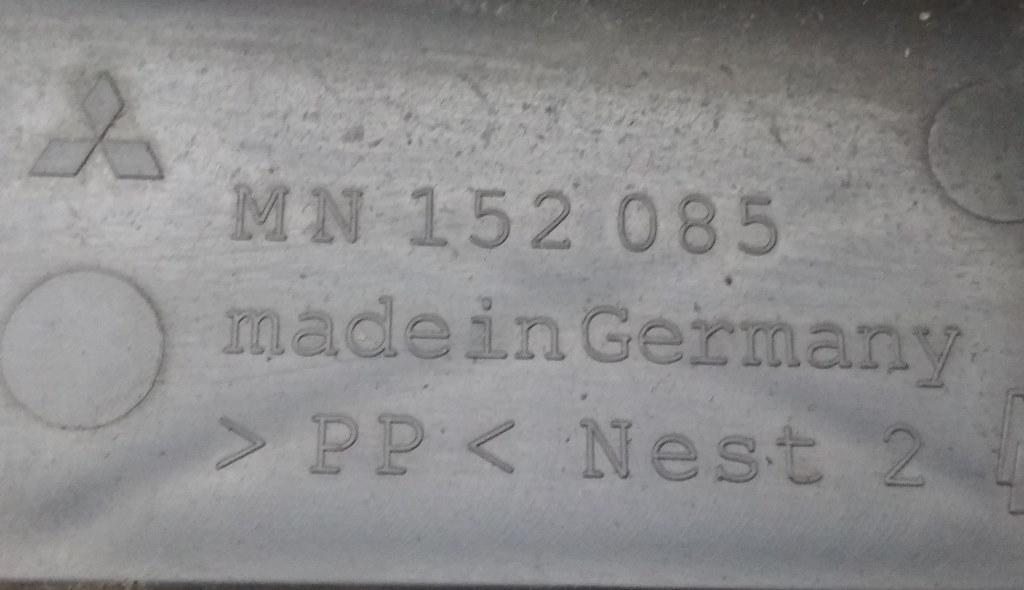 MN 152 085
made in Germany
> PP < Nest 2